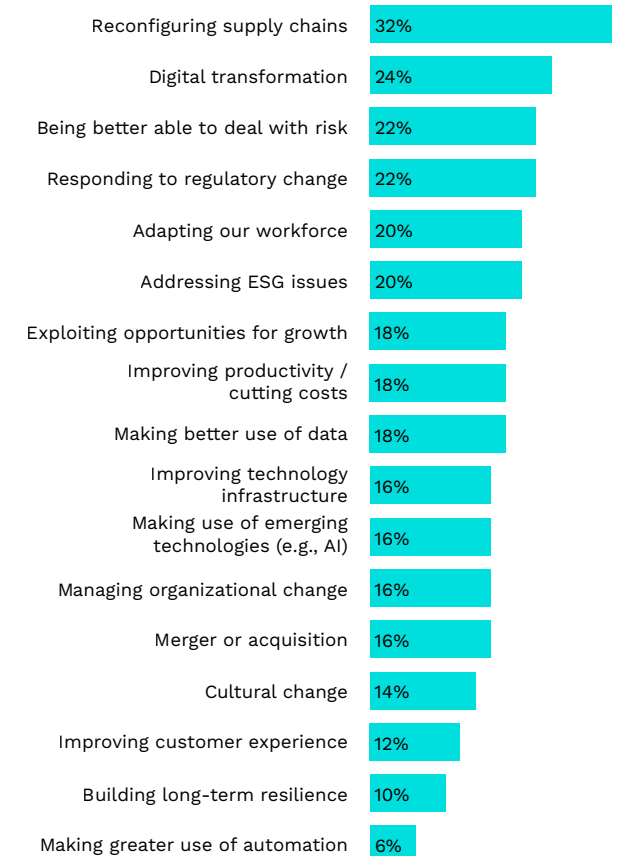 Reconfiguring supply chains 32%
Digital transformation 24%
Being better able to deal with risk 22%
Responding to regulatory change 22%
Adapting our workforce 20%
Addressing ESG issues 20%
Exploiting opportunities for growth 18%
Improving productivity /
cutting costs 18%
Making better use of data 18%
Improving technology
infrastructure 16%
Making use of emerging
technologies (e.g., AI) 16%
Managing organizational change 16%
Merger or acquisition 16%
Cultural change 14%
Improving customer experience 12%
Building long-term resilience 10%
Making greater use of automation 6%